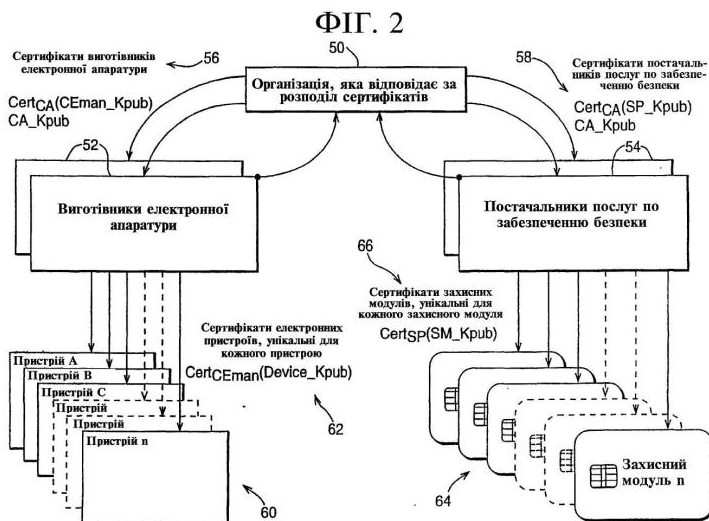 ФІГ. 2
50
Сертифікати виготівників
електронної апаратури
56
Організація, яка відповідає за
розподіл сертифікатів
58
Сертифікати постачаль-
ників послуг по забезпе-
ченню безпеки
CertCA(CEman_Kpub)
CA_Kpub
CertCA(SP_Kpub)
CA_Kpub
52
54
Виготівники електронної
апаратури
Постачальники послуг по
забезпеченню безпеки
66
Сертифікати захисних
модулів, унікальні для
кожного захисного модуля
CertSP(SM_Kpub)
Сертифікати електронних
пристроїв, унікальні для
кожного пристрою
CertCEman(Device_Kpub)
62
Пристрій A
Пристрій B
Пристрій C
Пристрій
Пристрій
Пристрій n
60
64
Захисний
модуль n